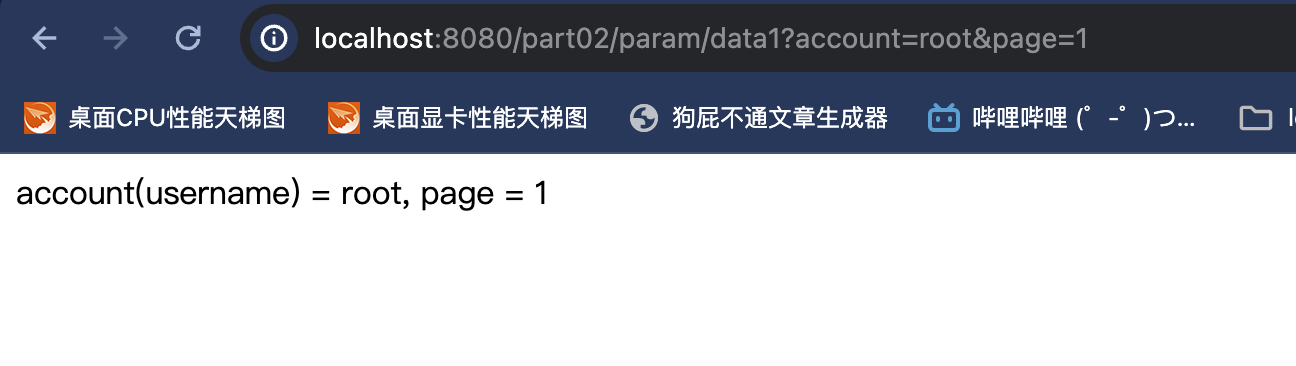 localhost:8080/part02/param/data1?account=root&page=1
桌面CPU性能天梯图 桌面显卡性能天梯图 狗屁不通文章生成器 哔哩哔哩 (゜-゜)つ...
account(username) = root, page = 1